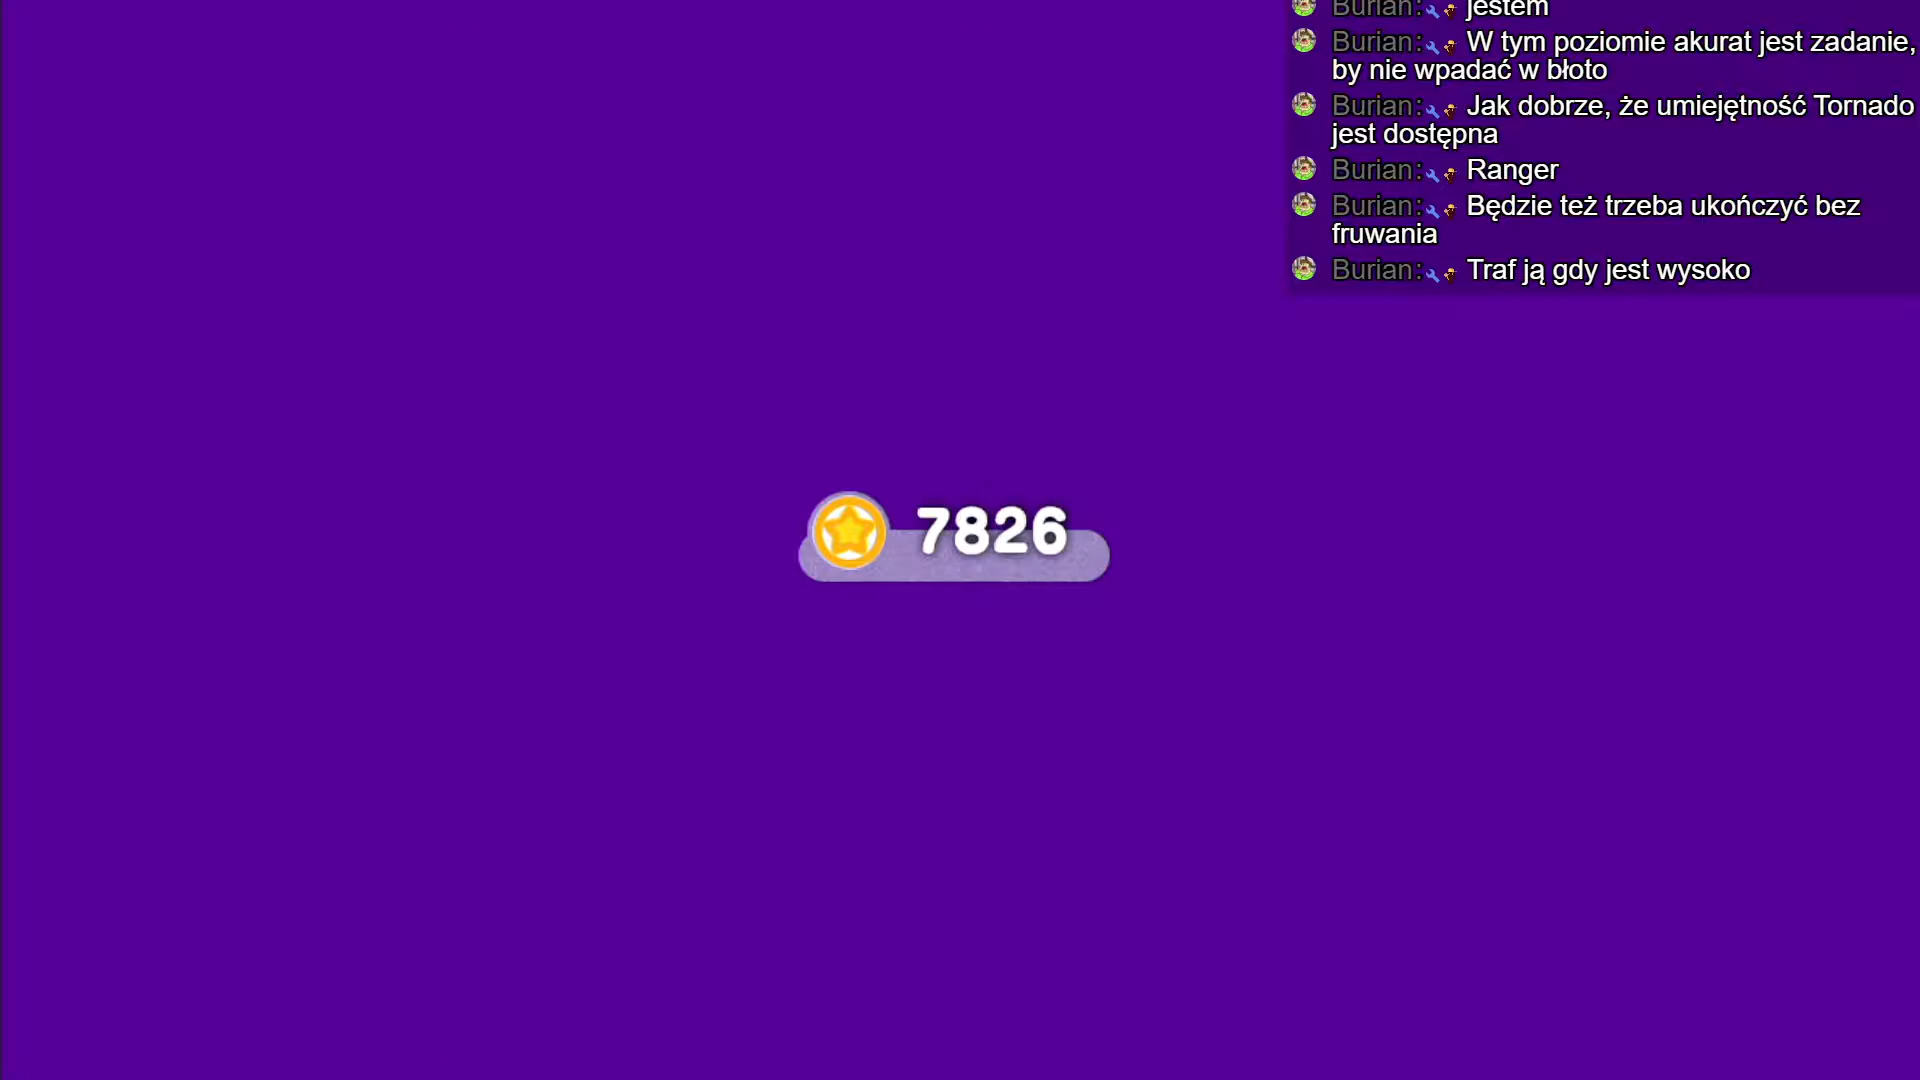 Burian: jestem
Burian: W tym poziomie akurat jest zadanie,
by nie wpadać w błoto
Burian: Jak dobrze, że umiejętność Tornado
jest dostępna
Burian: Ranger
Burian: Będzie też trzeba ukończyć bez
fruwania
Burian: Traf ją gdy jest wysoko
7826